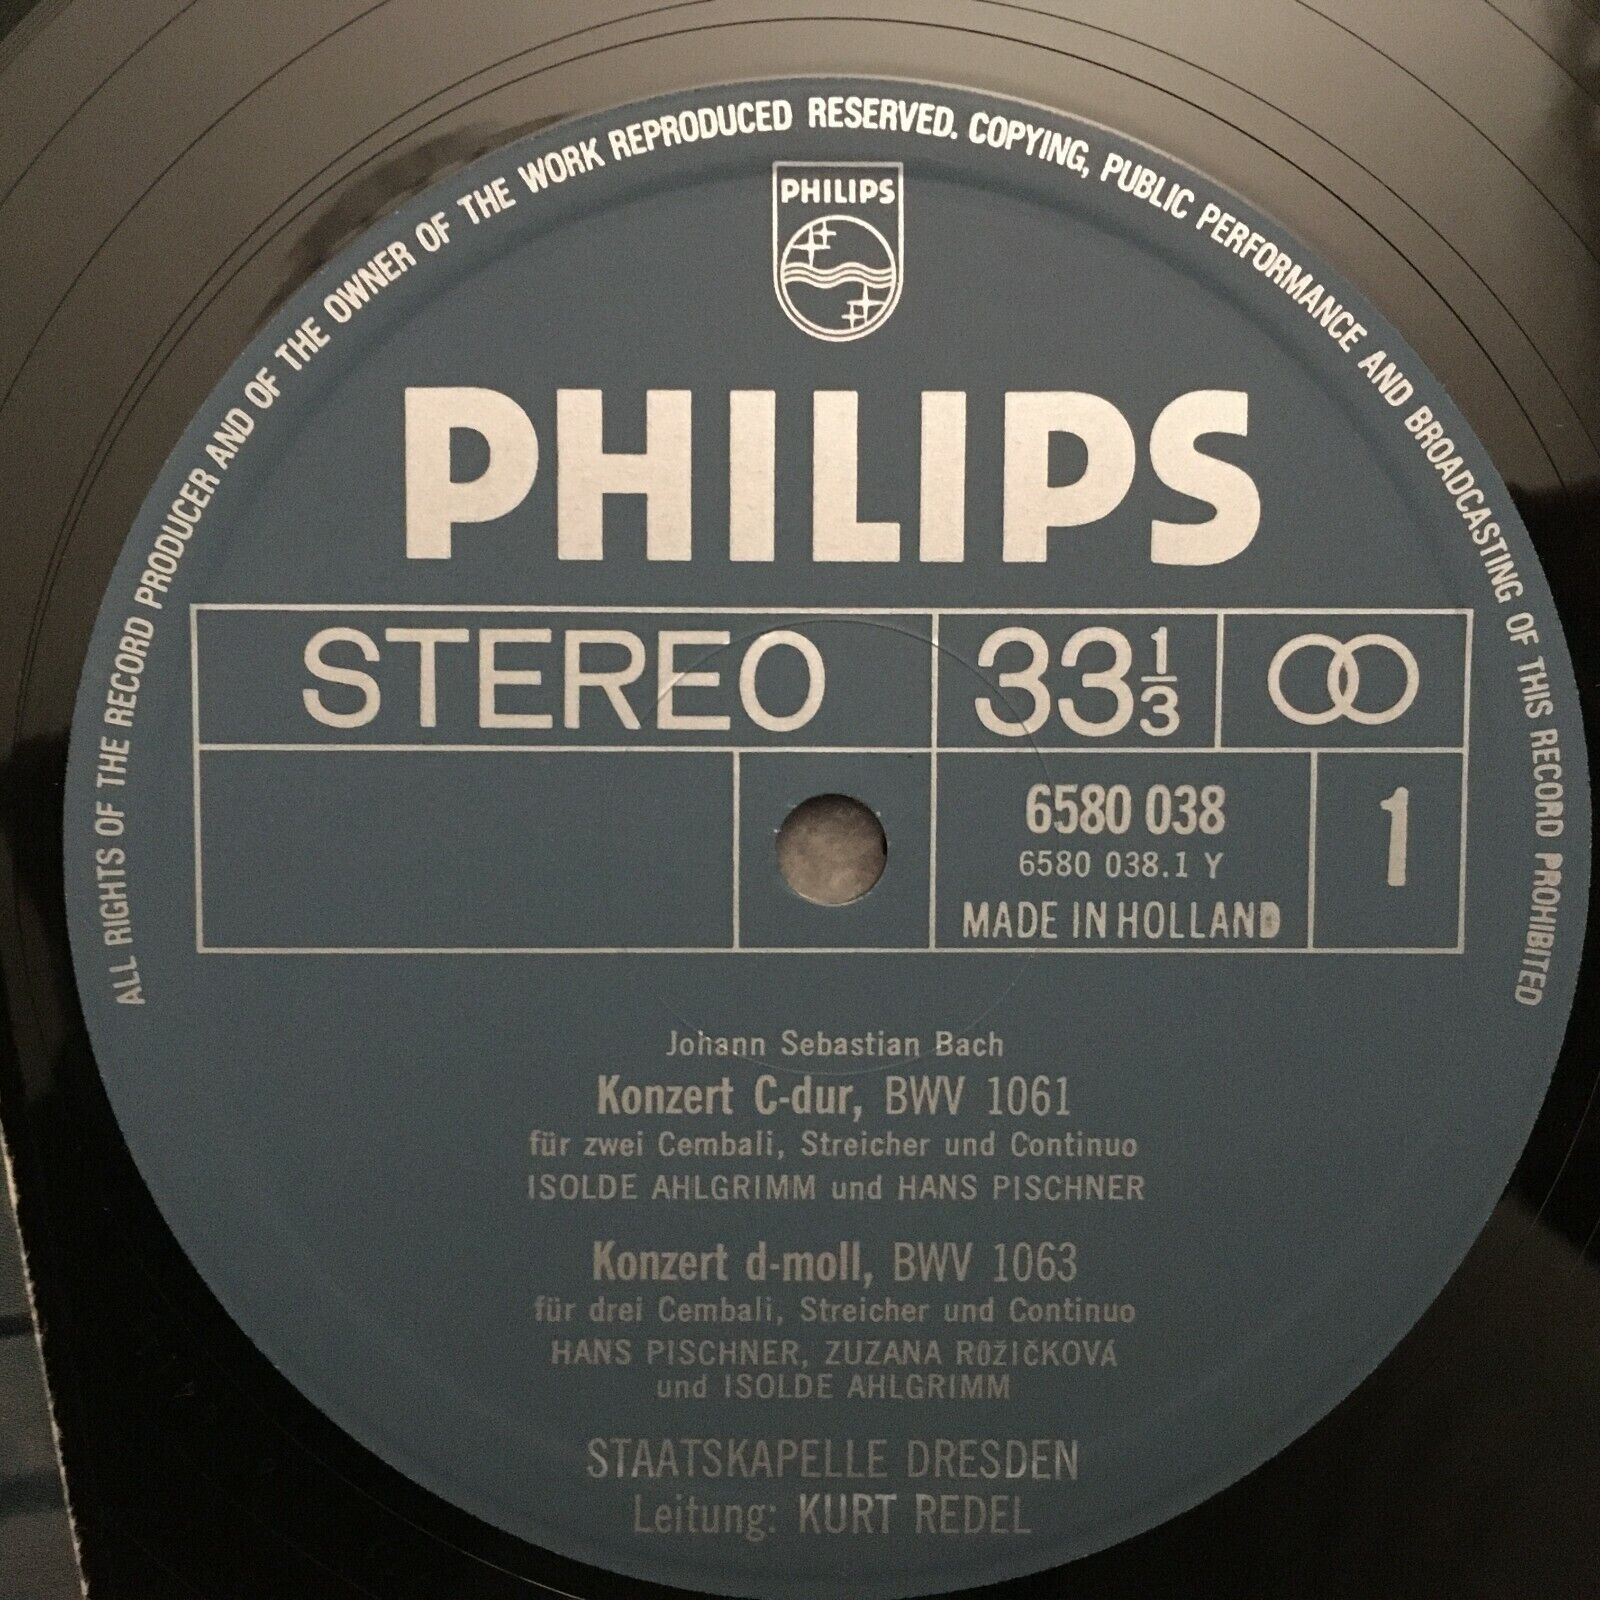 ALL RIGHTS OF THE RECORD PRODUCER AND OF THE OWNER OF THE WORK REPRODUCED RESERVED. COPYING, PUBLIC PERFORMANCE AND BROADCASTING OF THIS RECORD PROHIBITED
PHILIPS
PHILIPS
STEREO 33 1/3
6580 038 1
6580 038.1 Y
MADE IN HOLLAND
Johann Sebastian Bach
Konzert C-dur, BWV 1061
für zwei Cembali, Streicher und Continuo
ISOLDE AHLGRIMM und HANS PISCHNER
Konzert d-moll, BWV 1063
für drei Cembali, Streicher und Continuo
HANS PISCHNER, ZUZANA RŮŽIČKOVÁ
und ISOLDE AHLGRIMM
STAATSKAPELLE DRESDEN
Leitung: KURT REDEL